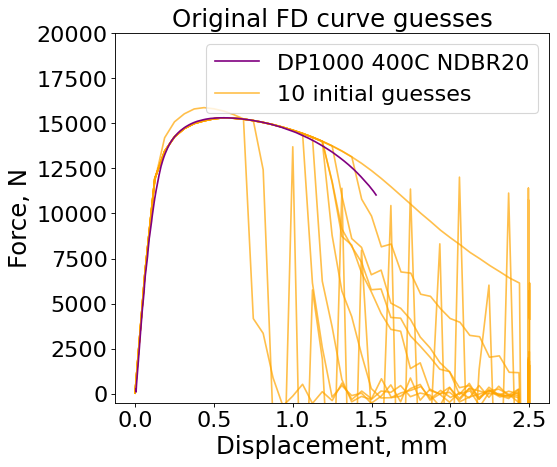 Original FD curve guesses
DP1000 400C NDBR20
10 initial guesses
Force, N
20000
17500
15000
12500
10000
7500
5000
2500
0
0.0 0.5 1.0 1.5 2.0 2.5
Displacement, mm